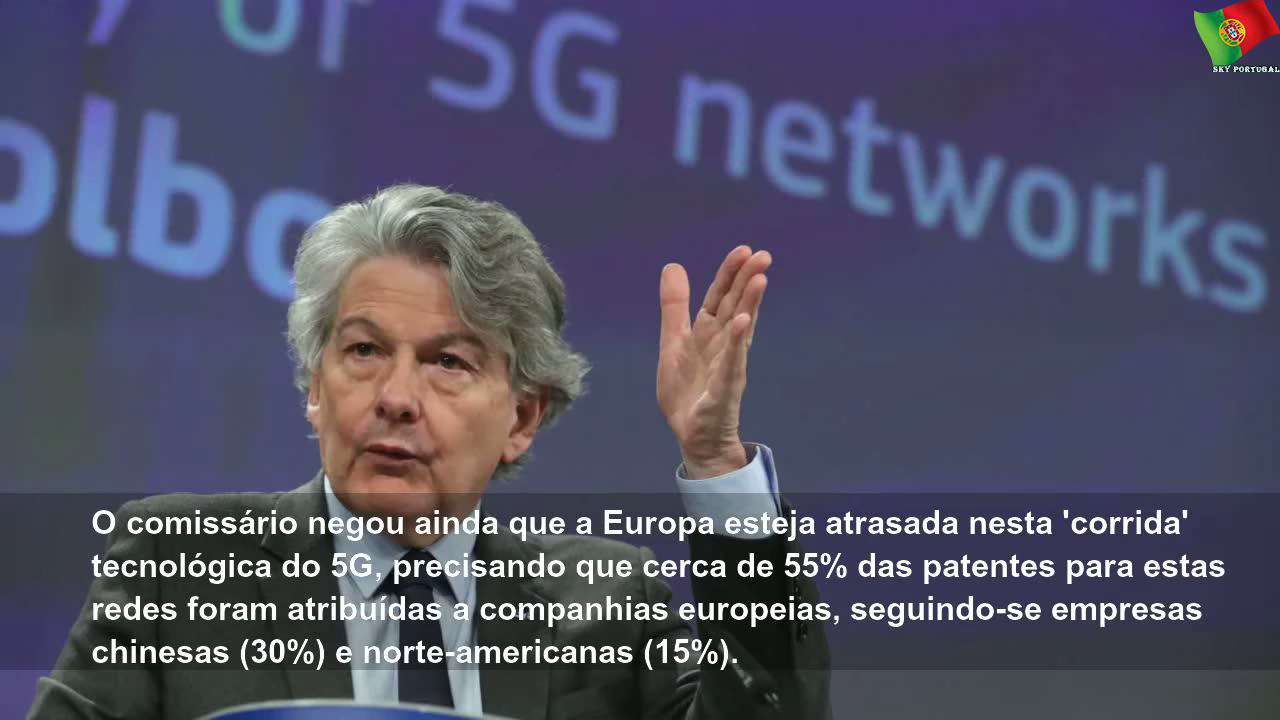 of 5G networks
SKY PORTUGAL
O comissário negou ainda que a Europa esteja atrasada nesta 'corrida'
tecnológica do 5G, precisando que cerca de 55% das patentes para estas
redes foram atribuídas a companhias europeias, seguindo-se empresas
chinesas (30%) e norte-americanas (15%).